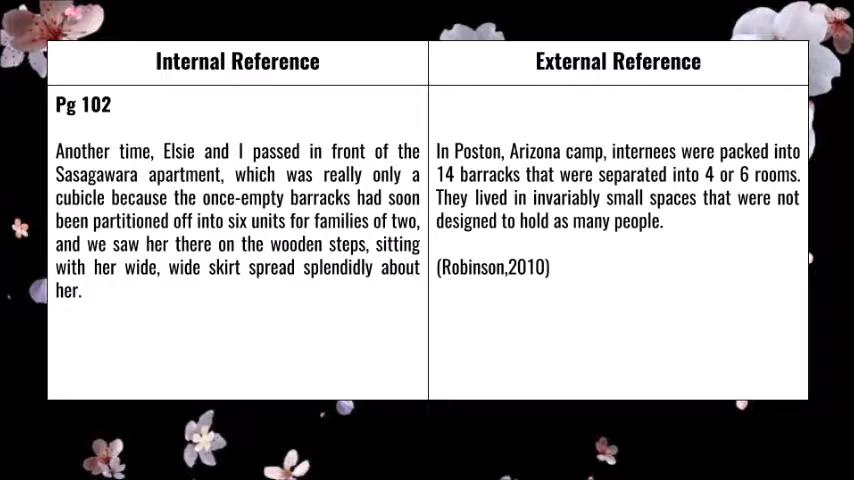 Internal Reference
External Reference
Pg 102
Another time, Elsie and I passed in front of the
Sasagawara apartment, which was really only a
cubicle because the once-empty barracks had soon
been partitioned off into six units for families of two,
and we saw her there on the wooden steps, sitting
with her wide, wide skirt spread splendidly about
her.
In Poston, Arizona camp, internees were packed into
14 barracks that were separated into 4 or 6 rooms.
They lived in invariably small spaces that were not
designed to hold as many people.
(Robinson,2010)